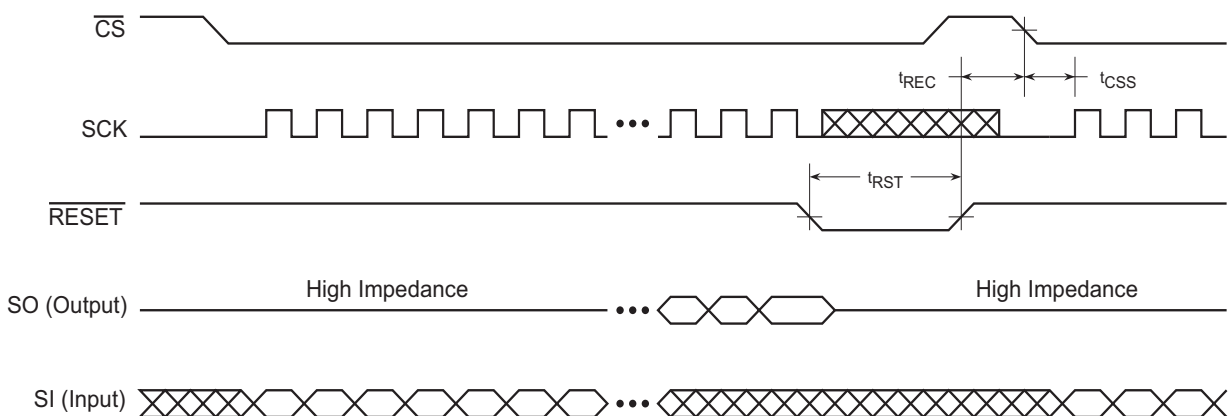 CS
tREC
tCSS
SCK
tRST
RESET
High Impedance
High Impedance
SO (Output)
SI (Input)